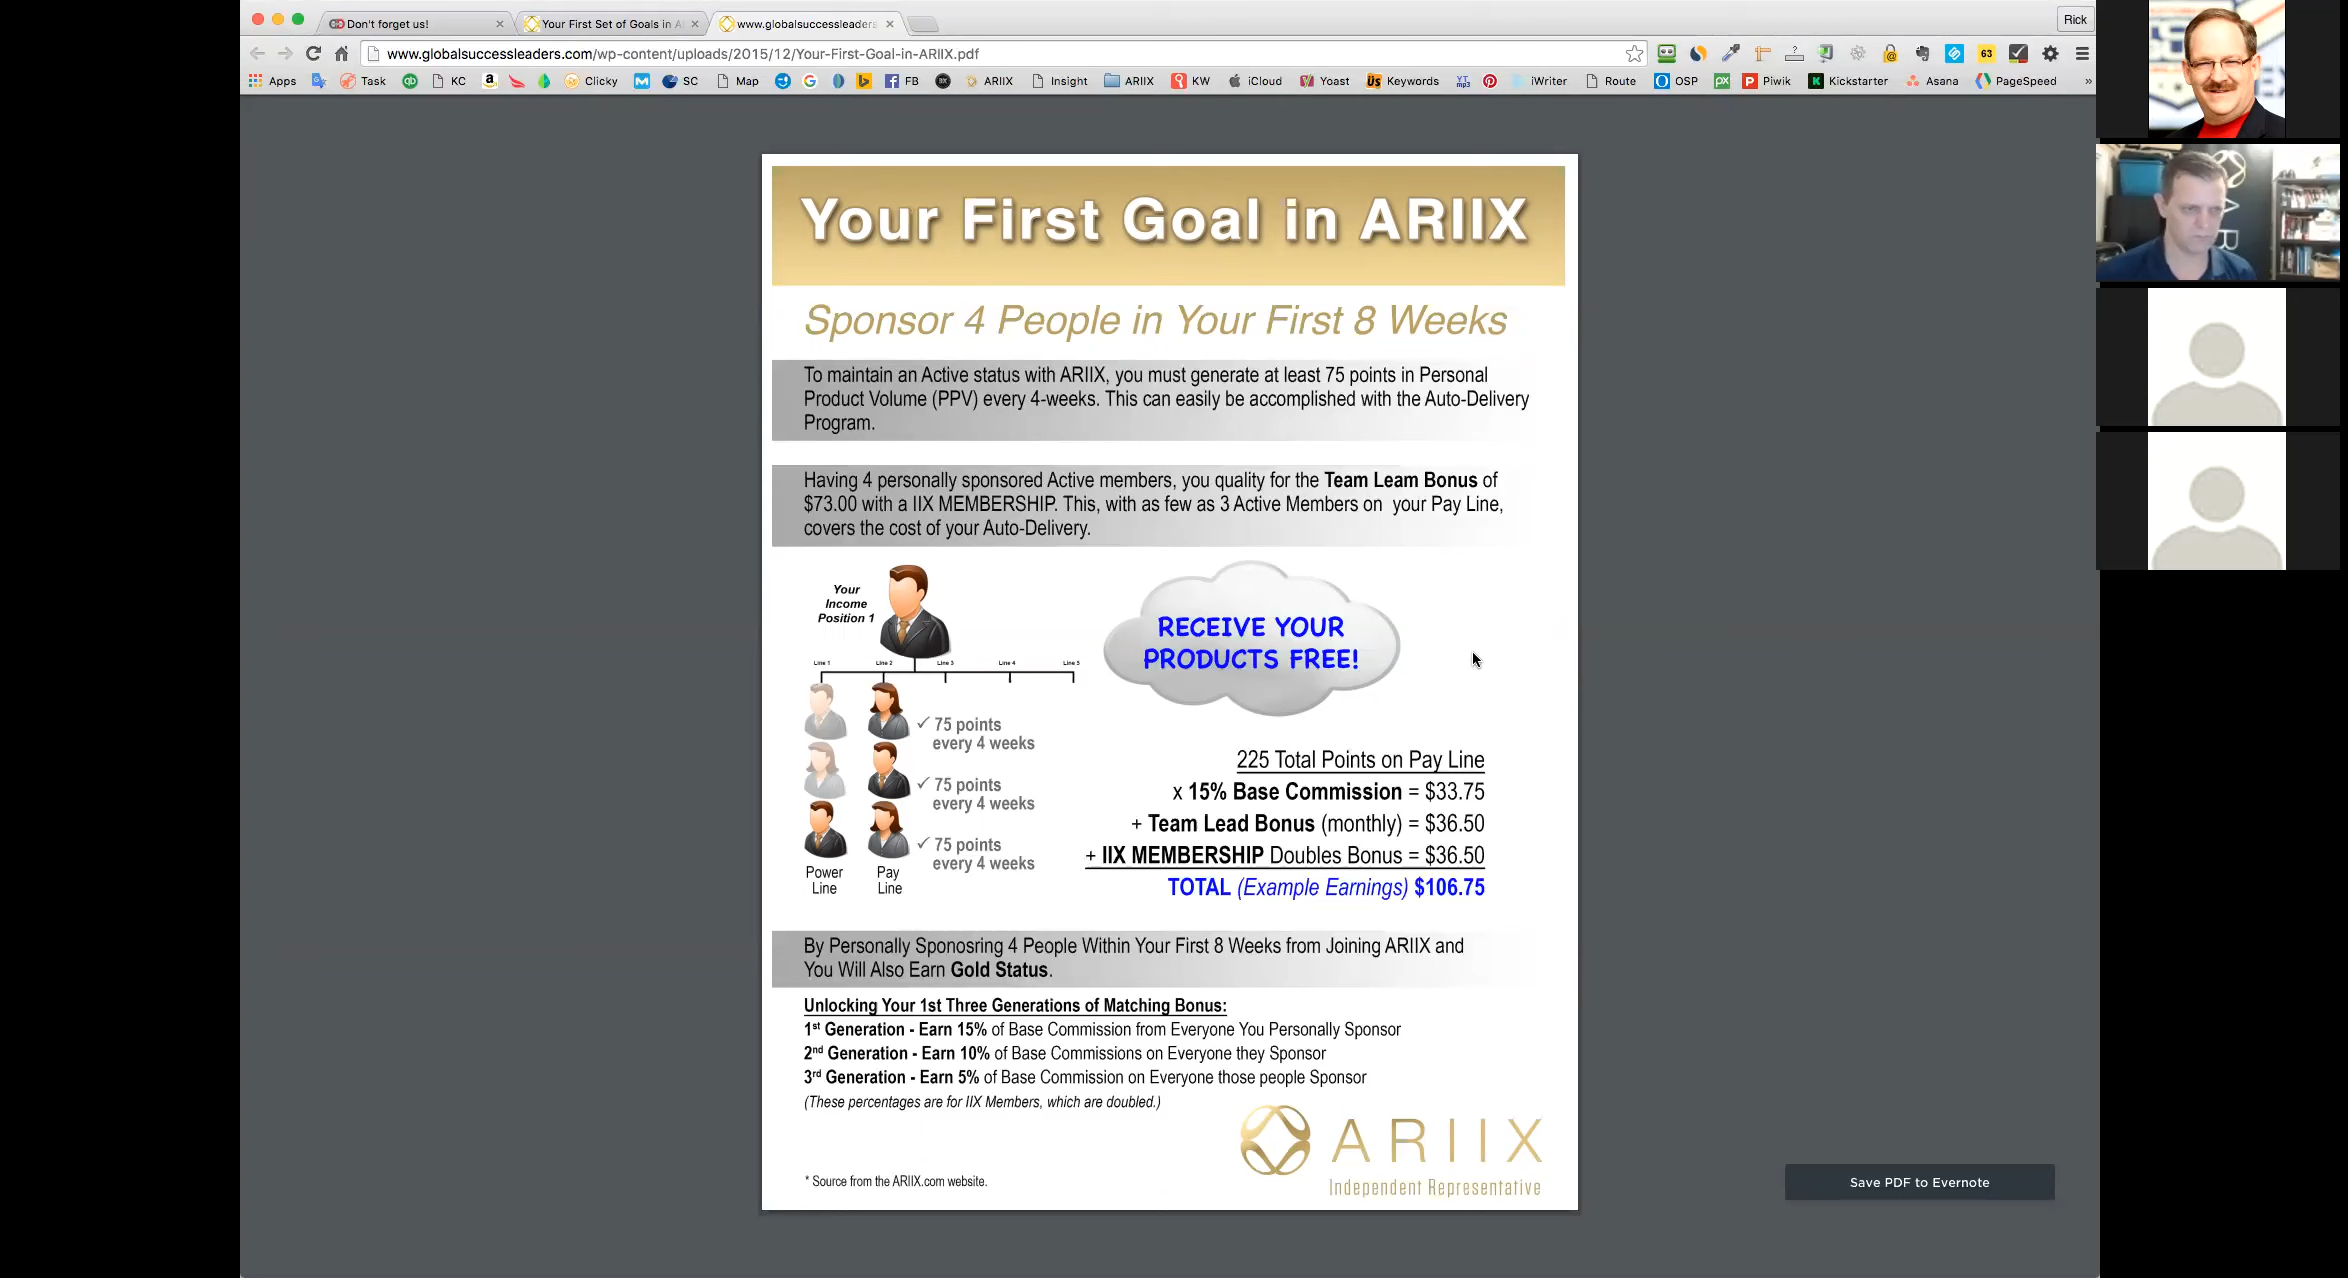 Don't forget us!
Your First Set of Goals in A
www.globalsuccessleaders
Rick
www.globalsuccessleaders.com/wp-content/uploads/2015/12/Your-First-Goal-in-ARIIX.pdf
63
Apps Task KC Clicky SC Map FB ARIIX Insight ARIIX KW iCloud Yoast Keywords iWriter Route OSP Piwik Kickstarter Asana PageSpeed »
Your First Goal in ARIIX
Sponsor 4 People in Your First 8 Weeks
To maintain an Active status with ARIIX, you must generate at least 75 points in Personal
Product Volume (PPV) every 4-weeks. This can easily be accomplished with the Auto-Delivery
Program.
Having 4 personally sponsored Active members, you quality for the Team Leam Bonus of
$73.00 with a IIX MEMBERSHIP. This, with as few as 3 Active Members on your Pay Line,
covers the cost of your Auto-Delivery.
Your
Income
Position 1
Line 1 Line 2 Line 3 Line 4 Line 5
✓ 75 points
every 4 weeks
✓ 75 points
every 4 weeks
✓ 75 points
every 4 weeks
Power
Line
Pay
Line
RECEIVE YOUR
PRODUCTS FREE!
225 Total Points on Pay Line
x 15% Base Commission = $33.75
+ Team Lead Bonus (monthly) = $36.50
+ IIX MEMBERSHIP Doubles Bonus = $36.50
TOTAL (Example Earnings) $106.75
By Personally Sponosring 4 People Within Your First 8 Weeks from Joining ARIIX and
You Will Also Earn Gold Status.
Unlocking Your 1st Three Generations of Matching Bonus:
1st Generation - Earn 15% of Base Commission from Everyone You Personally Sponsor
2nd Generation - Earn 10% of Base Commissions on Everyone they Sponsor
3rd Generation - Earn 5% of Base Commission on Everyone those people Sponsor
(These percentages are for IIX Members, which are doubled.)
ARIIX
Independent Representative
* Source from the ARIIX.com website.
Save PDF to Evernote